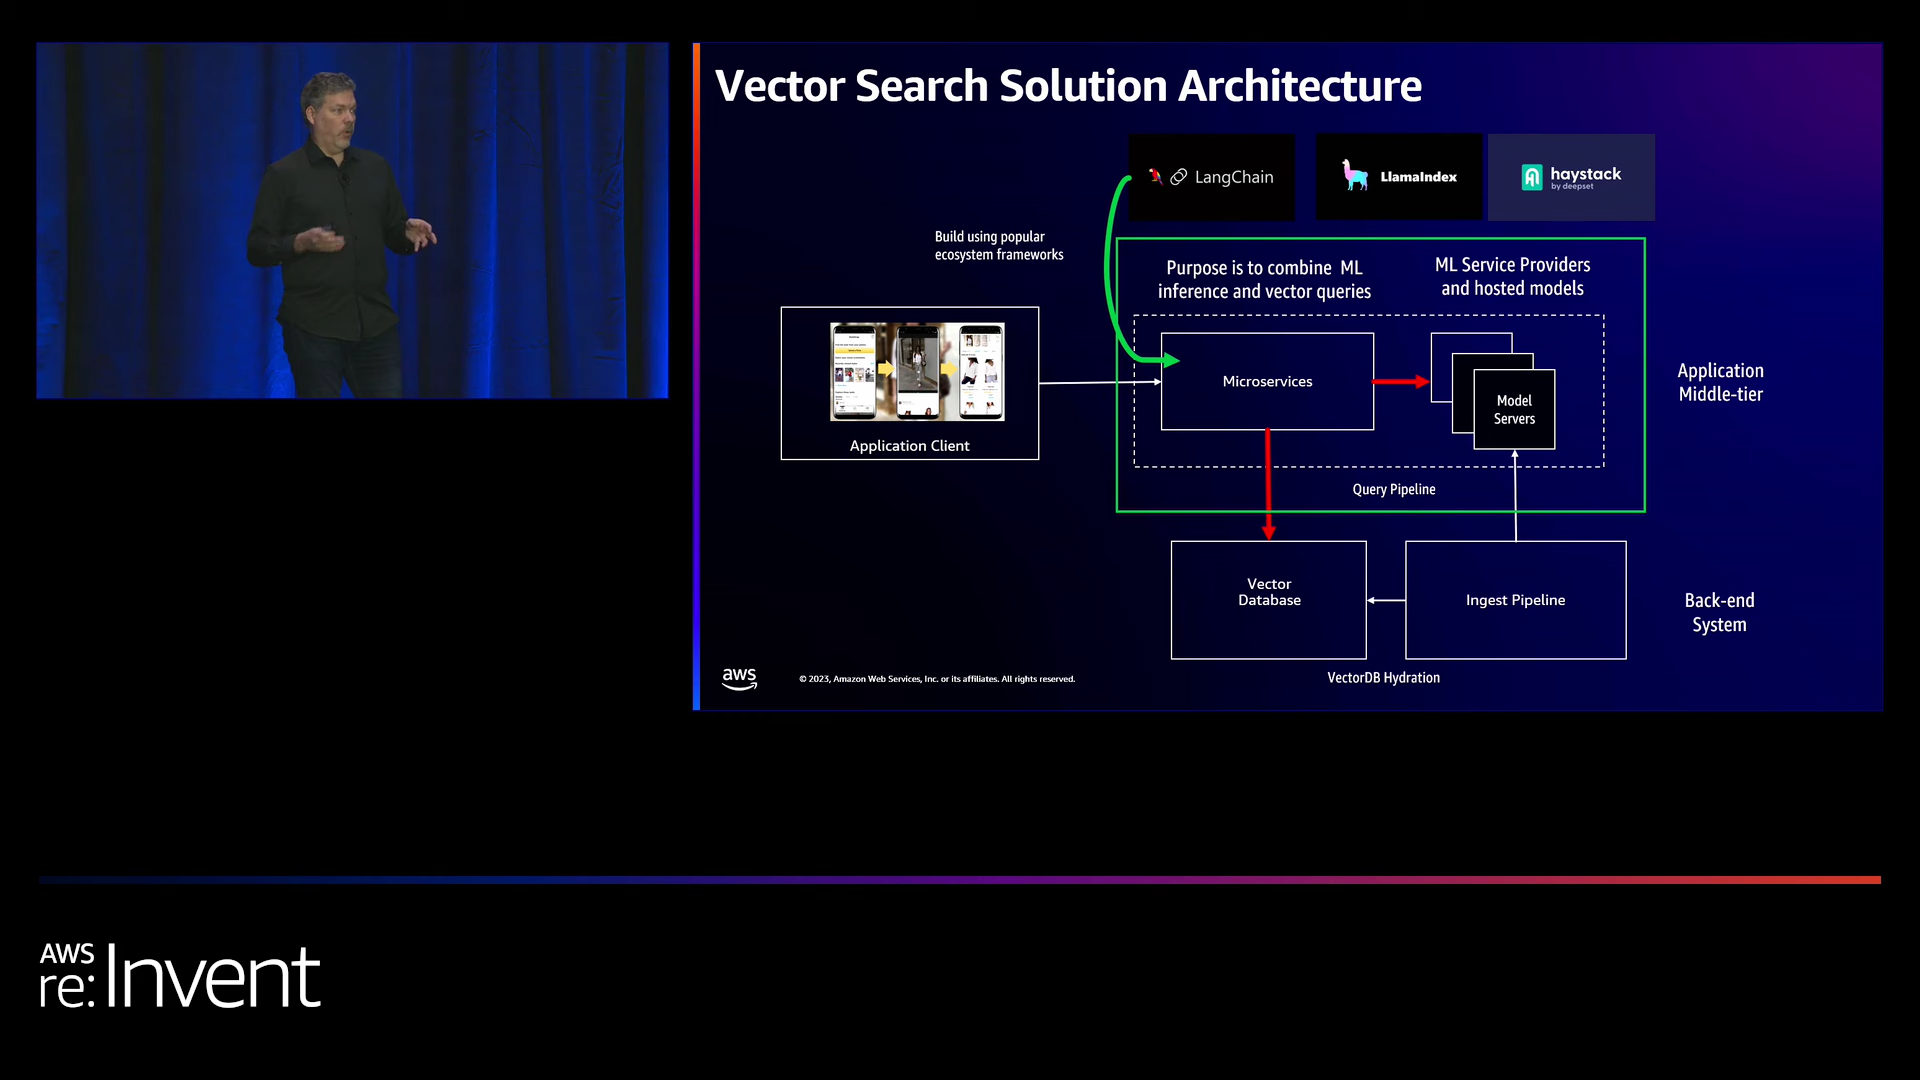 Vector Search Solution Architecture
LangChain
LlamaIndex
haystack
by deepset
Build using popular
ecosystem frameworks
Purpose is to combine ML
inference and vector queries
ML Service Providers
and hosted models
Application Client
Microservices
Model
Servers
Application
Middle-tier
Query Pipeline
Vector
Database
Ingest Pipeline
Back-end
System
VectorDB Hydration
aws
© 2023, Amazon Web Services, Inc. or its affiliates. All rights reserved.
AWS
re:Invent